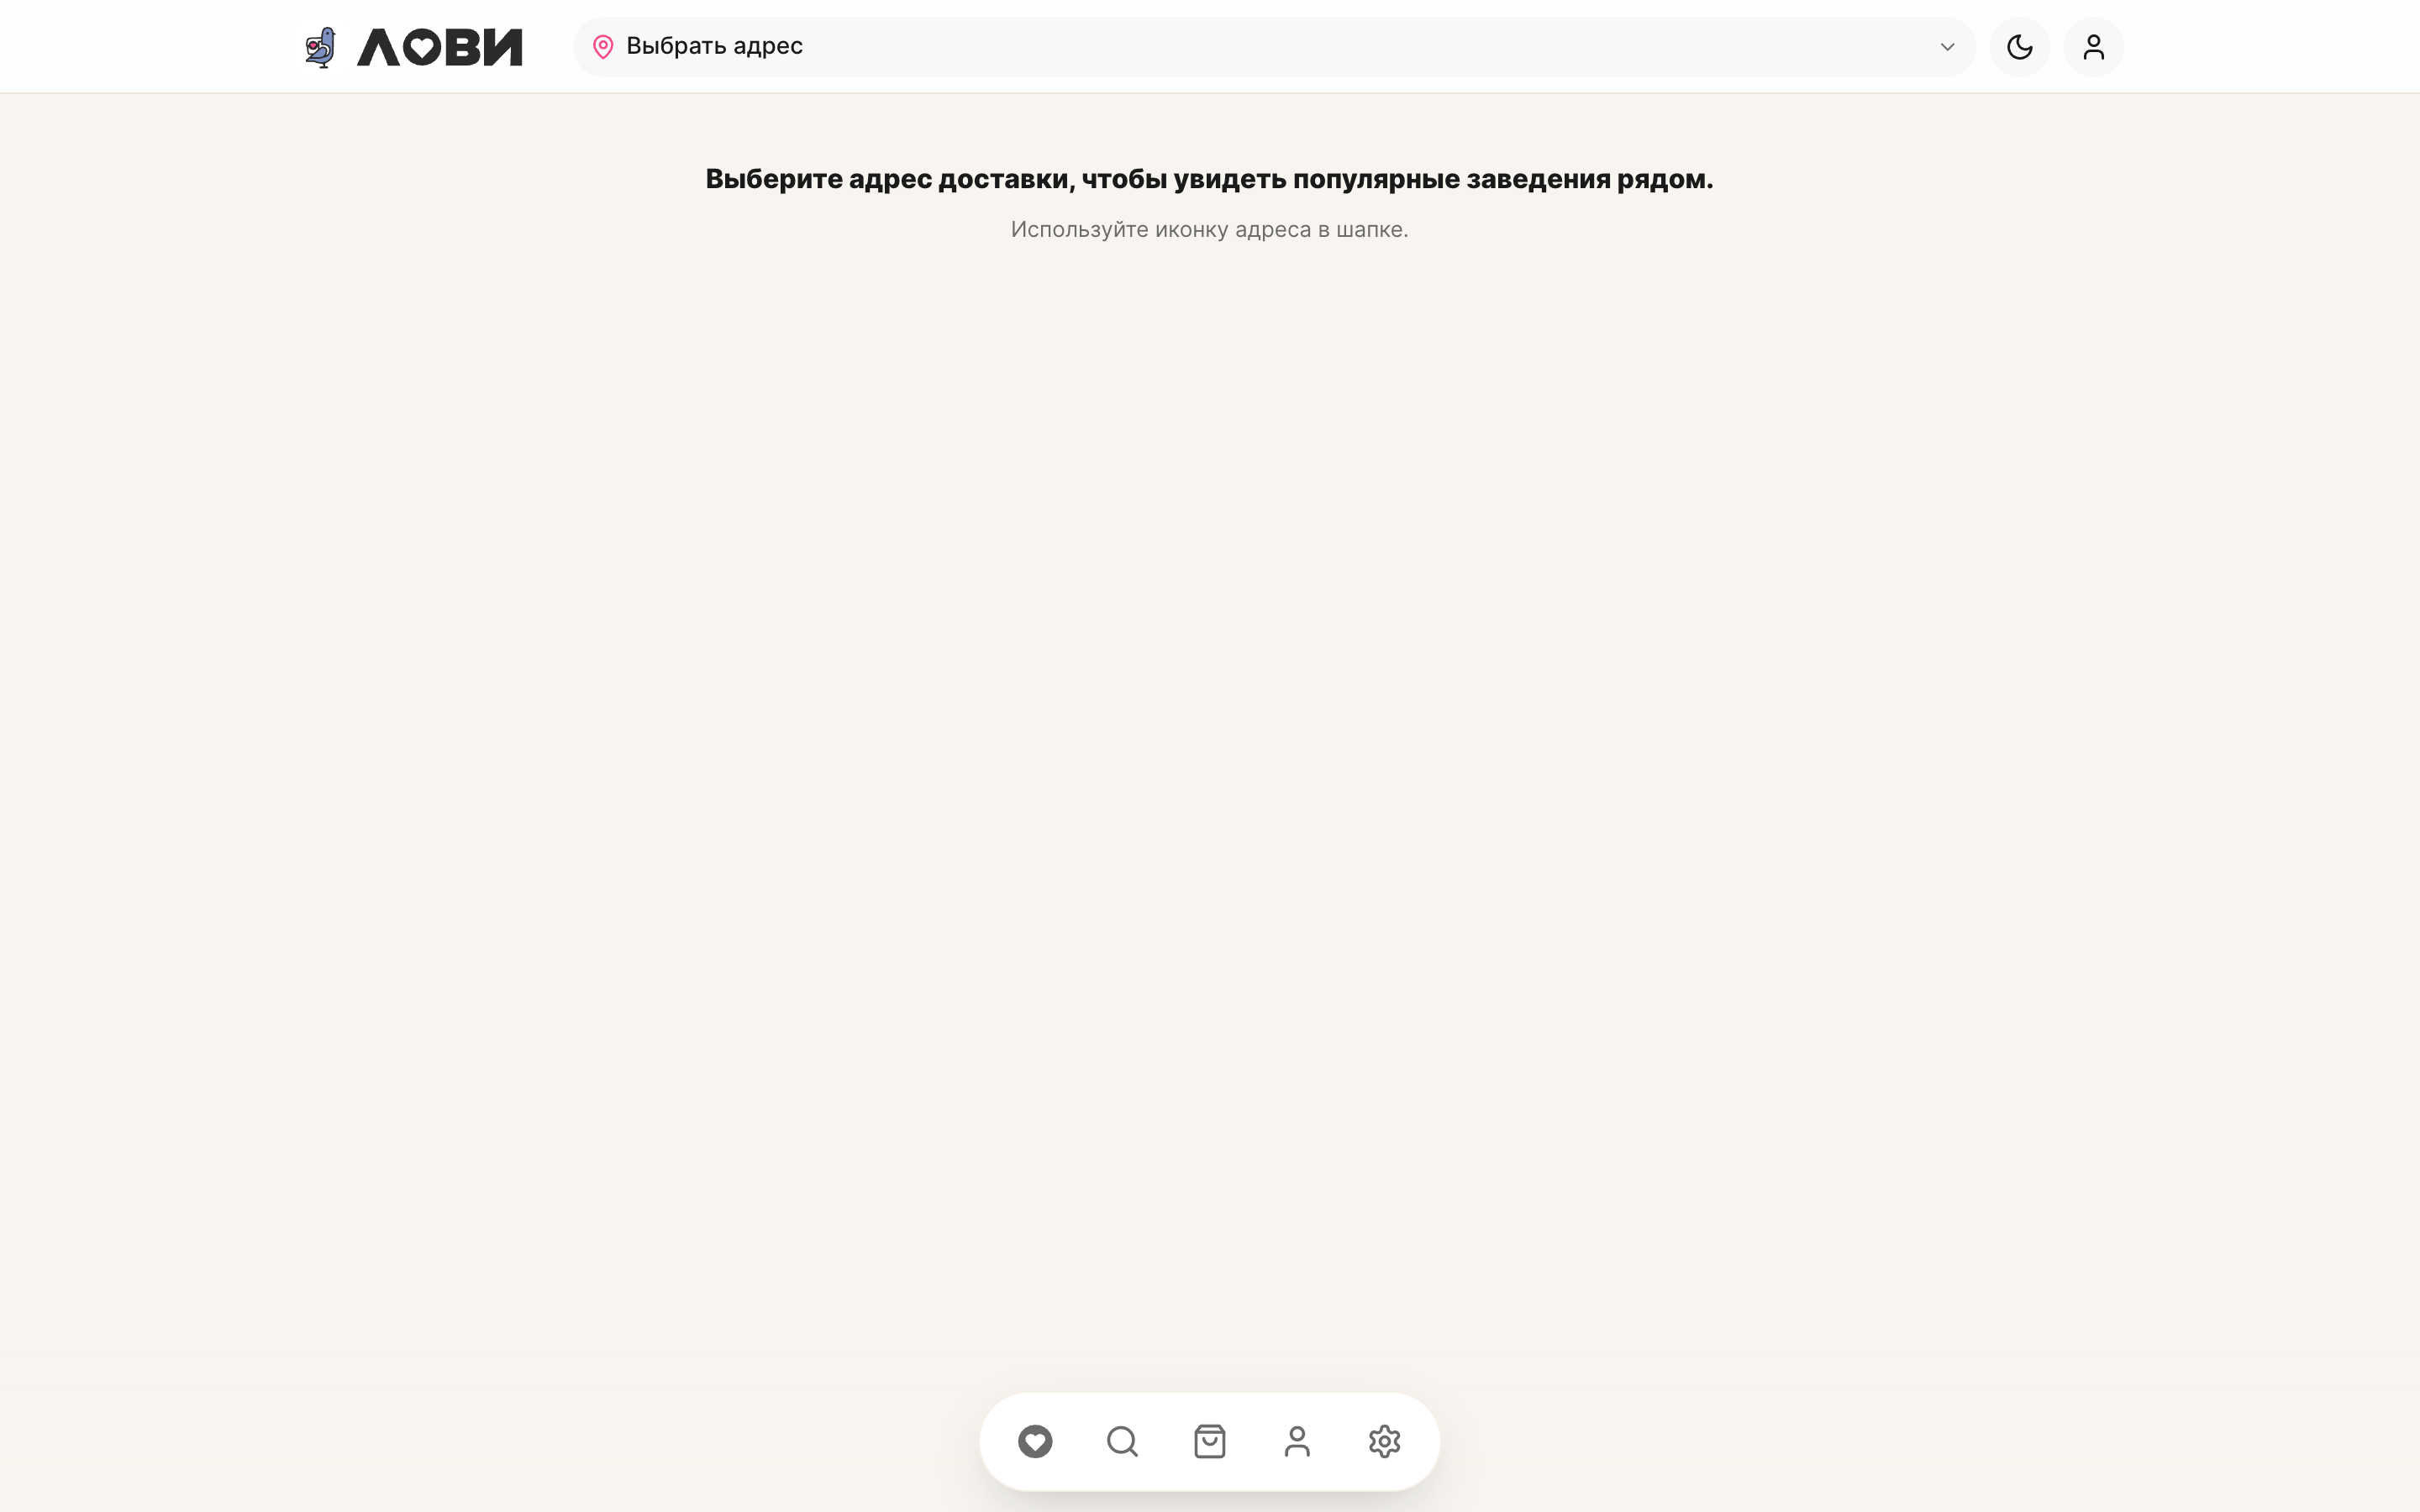 ЛОВИ
Выбрать адрес
Выберите адрес доставки, чтобы увидеть популярные заведения рядом.
Используйте иконку адреса в шапке.